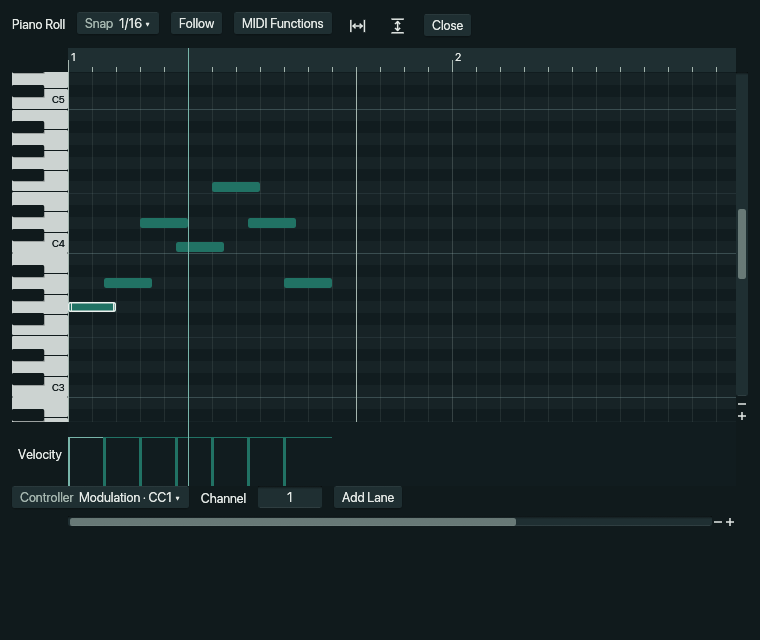 Piano Roll Snap 1/16 Follow MIDI Functions Close
1 2
C5
C4
C3
Velocity
Controller Modulation · CC1 Channel 1 Add Lane